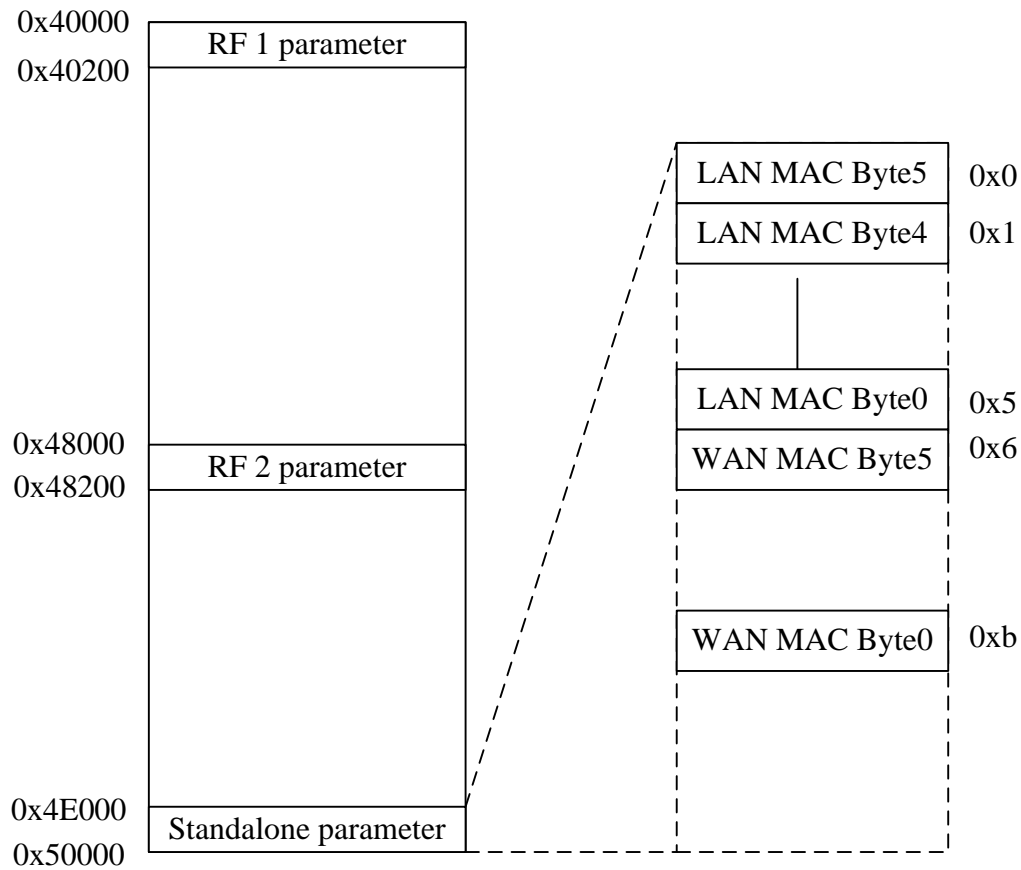 0x40000
RF 1 parameter
0x40200
0x48000
RF 2 parameter
0x48200
0x4E000
Standalone parameter
0x50000
LAN MAC Byte5
0x0
LAN MAC Byte4
0x1
LAN MAC Byte0
0x5
WAN MAC Byte5
0x6
WAN MAC Byte0
0xb